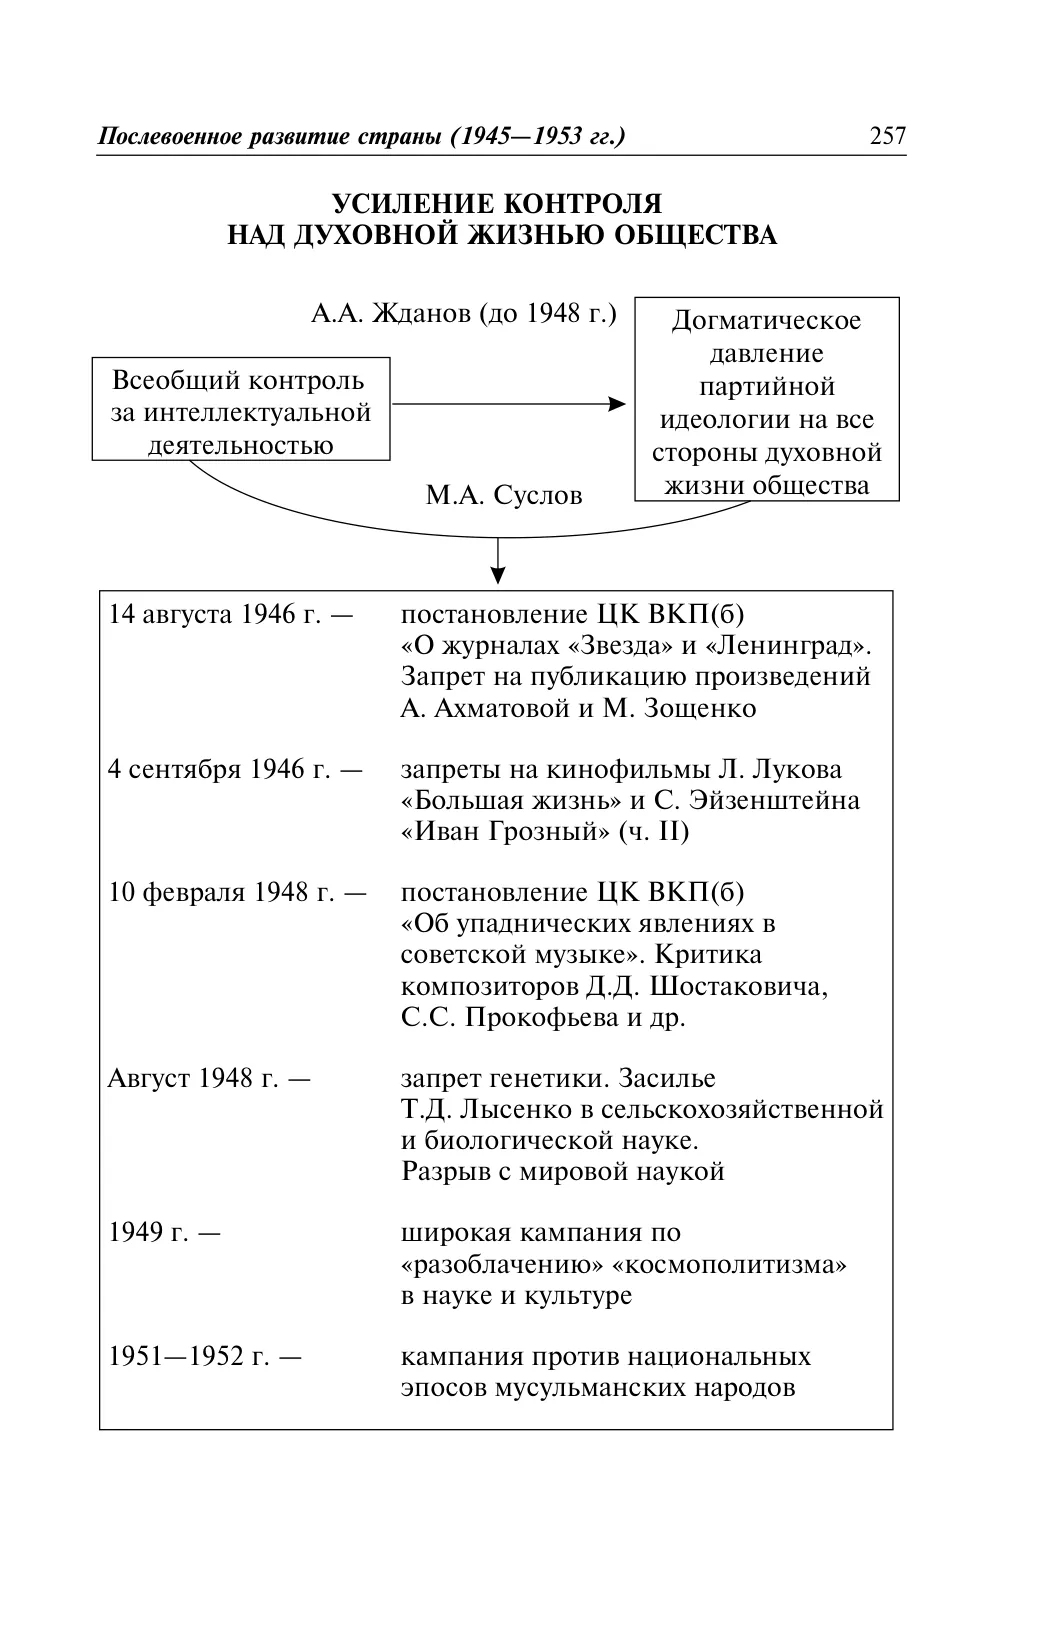 Послевоенное развитие страны (1945—1953 гг.) 257
УСИЛЕНИЕ КОНТРОЛЯ
НАД ДУХОВНОЙ ЖИЗНЬЮ ОБЩЕСТВА
А.А. Жданов (до 1948 г.)
Всеобщий контроль
за интеллектуальной
деятельностью
Догматическое
давление
партийной
идеологии на все
стороны духовной
жизни общества
М.А. Суслов
14 августа 1946 г. — постановление ЦК ВКП(б)
«О журналах «Звезда» и «Ленинград».
Запрет на публикацию произведений
А. Ахматовой и М. Зощенко
4 сентября 1946 г. — запреты на кинофильмы Л. Лукова
«Большая жизнь» и С. Эйзенштейна
«Иван Грозный» (ч. II)
10 февраля 1948 г. — постановление ЦК ВКП(б)
«Об упаднических явлениях в
советской музыке». Критика
композиторов Д.Д. Шостаковича,
С.С. Прокофьева и др.
Август 1948 г. — запрет генетики. Засилье
Т.Д. Лысенко в сельскохозяйственной
и биологической науке.
Разрыв с мировой наукой
1949 г. — широкая кампания по
«разоблачению» «космополитизма»
в науке и культуре
1951—1952 г. — кампания против национальных
эпосов мусульманских народов